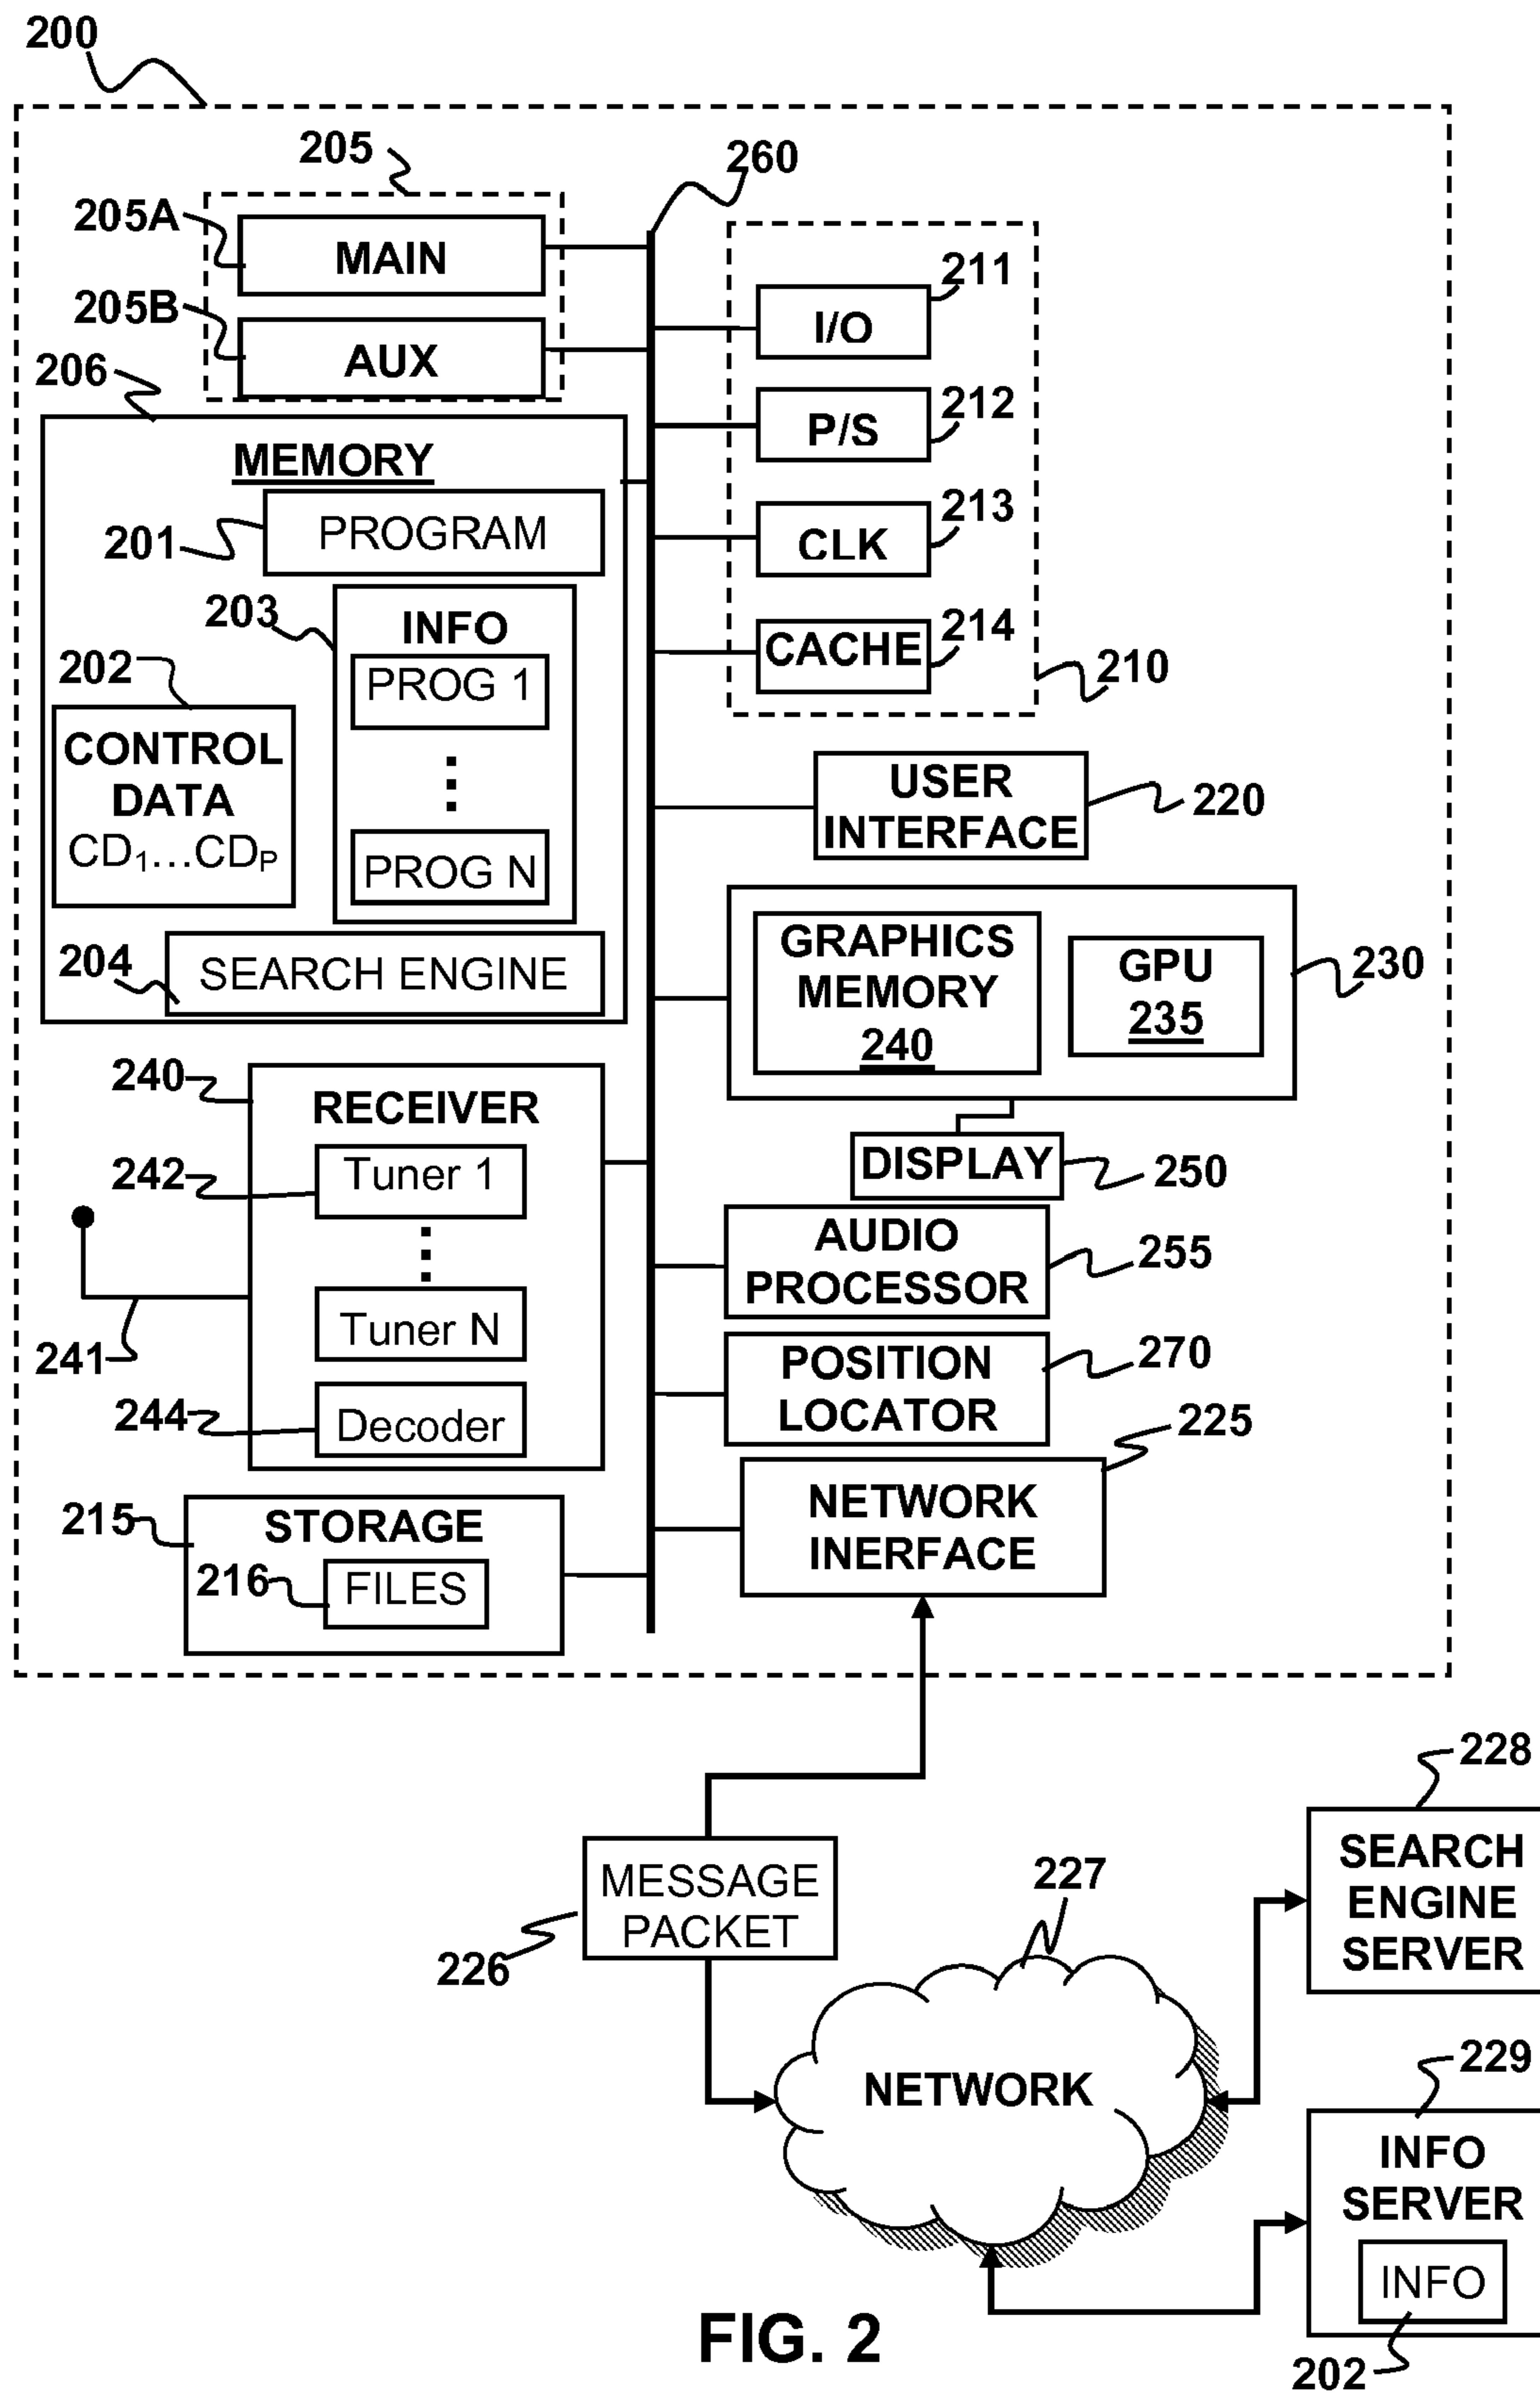 200
205
260
205A
MAIN
211
I/O
205B
AUX
206
212
P/S
MEMORY
201
PROGRAM
213
CLK
203
INFO
214
CACHE
202
PROG 1
210
CONTROL
DATA
CD₁...CDₚ
PROG N
USER
INTERFACE
220
204
SEARCH ENGINE
GRAPHICS
MEMORY
240
GPU
235
230
240
RECEIVER
242
Tuner 1
DISPLAY
250
AUDIO
PROCESSOR
255
241
Tuner N
POSITION
LOCATOR
270
244
Decoder
225
215
STORAGE
216
FILES
NETWORK
INERFACE
228
SEARCH
ENGINE
SERVER
MESSAGE
PACKET
226
227
NETWORK
229
INFO
SERVER
INFO
202
FIG. 2